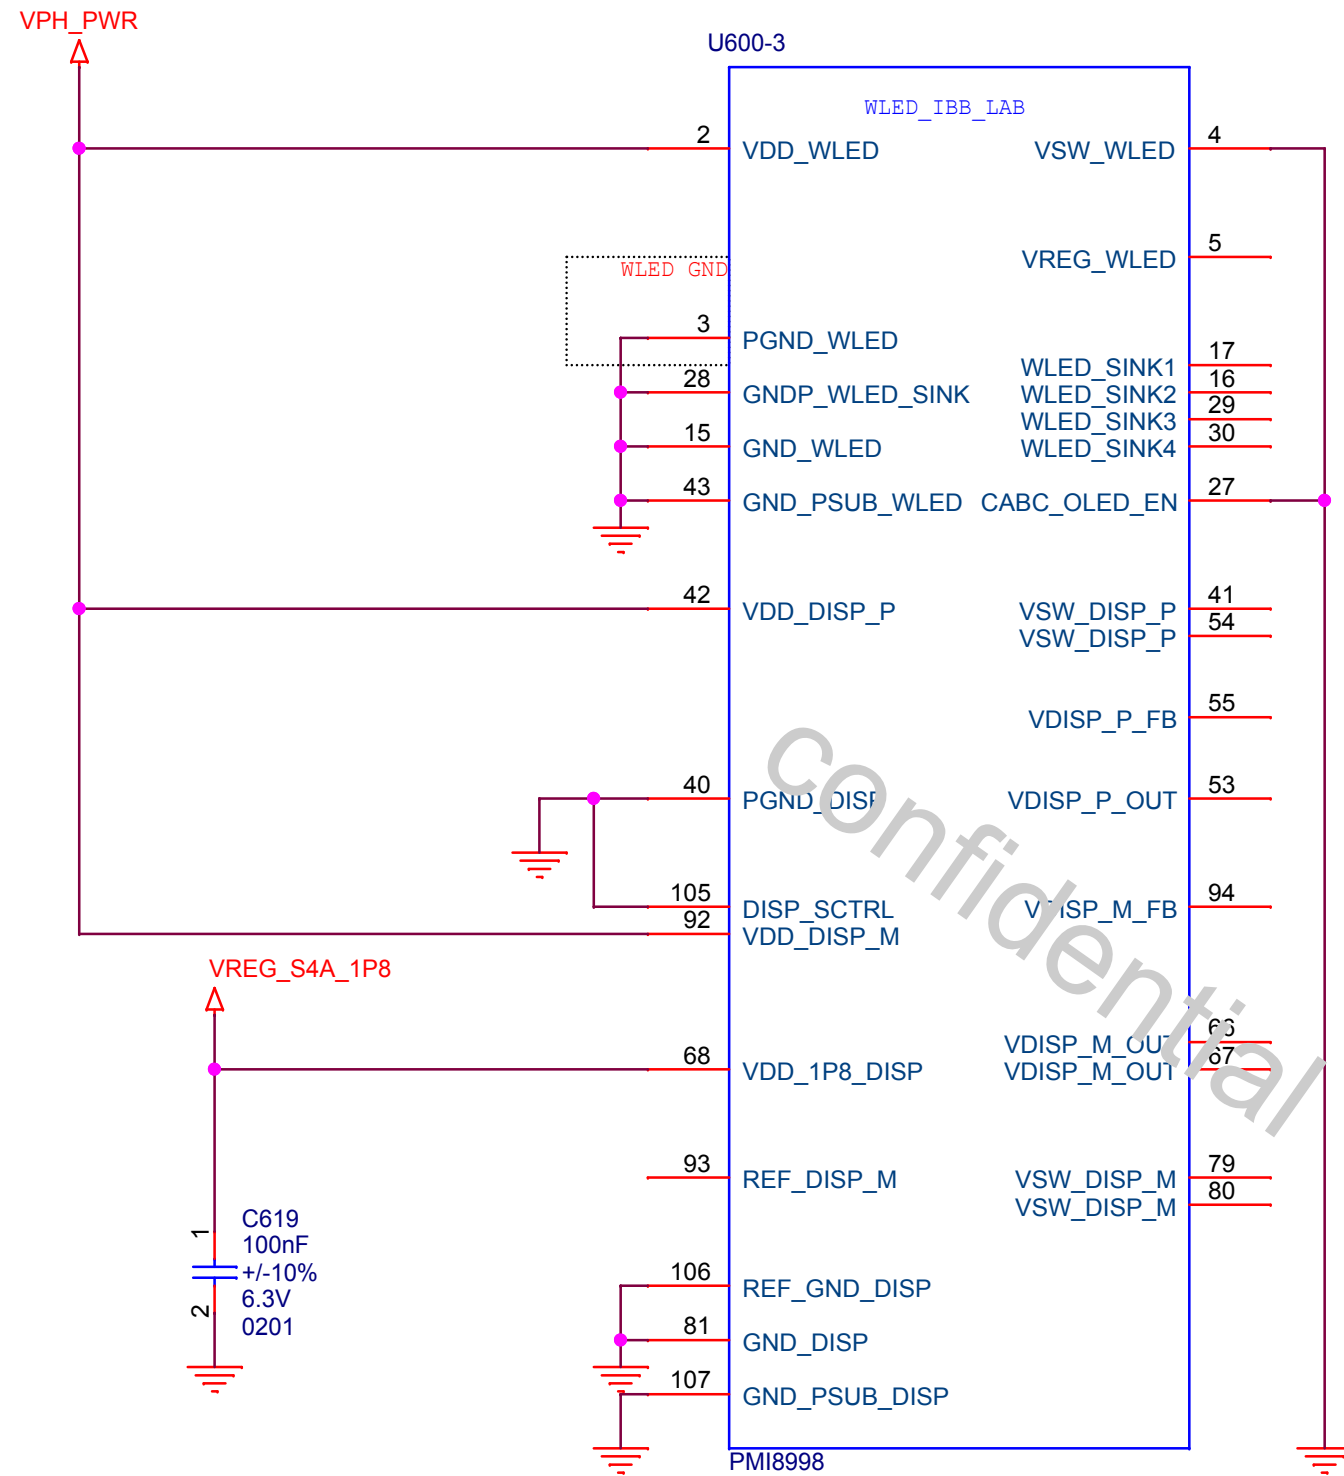 VPH_PWR
U600-3
WLED_IBB_LAB
2
VDD_WLED
VSW_WLED
4
WLED GND
VREG_WLED
5
3
PGND_WLED
28
GNDP_WLED_SINK
15
GND_WLED
43
GND_PSUB_WLED
WLED_SINK1
17
WLED_SINK2
16
WLED_SINK3
29
WLED_SINK4
30
CABC_OLED_EN
27
42
VDD_DISP_P
VSW_DISP_P
41
VSW_DISP_P
54
VDISP_P_FB
55
40
PGND_DISP
VDISP_P_OUT
53
105
DISP_SCTRL
92
VDD_DISP_M
VDISP_M_FB
94
confidential
VREG_S4A_1P8
VDISP_M_OUT
66
VDISP_M_OUT
67
68
VDD_1P8_DISP
93
REF_DISP_M
VSW_DISP_M
79
VSW_DISP_M
80
1
2
C619
100nF
+/-10%
6.3V
0201
106
REF_GND_DISP
81
GND_DISP
107
GND_PSUB_DISP
PMI8998